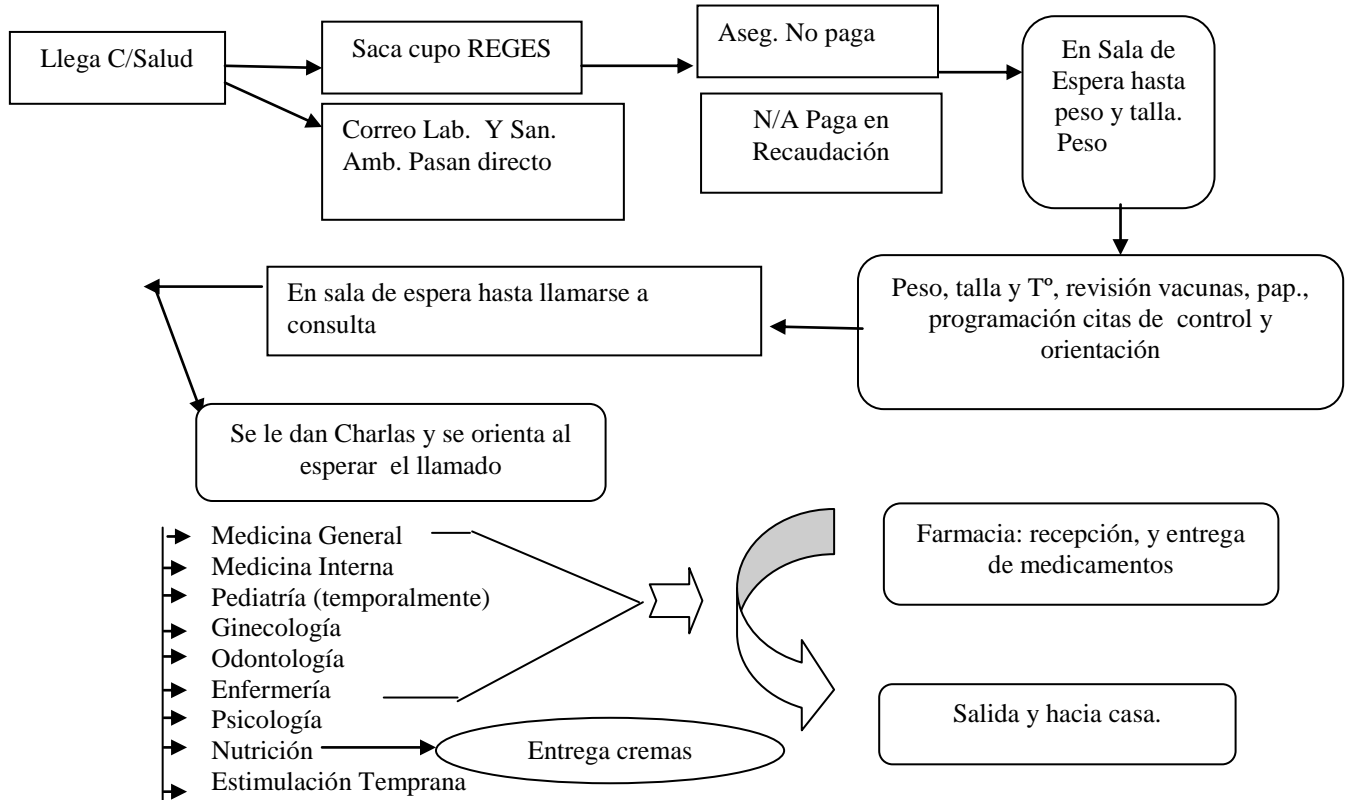 Llega C/Salud
Saca cupo REGES
Aseg. No paga
En Sala de
Espera hasta
peso y talla.
Peso
Correo Lab. Y San.
Amb. Pasan directo
N/A Paga en
Recaudación
Peso, talla y Tº, revisión vacunas, pap.,
programación citas de control y
orientación
En sala de espera hasta llamarse a
consulta
Se le dan Charlas y se orienta al
esperar el llamado
Medicina General
Medicina Interna
Pediatría (temporalmente)
Ginecología
Odontología
Enfermería
Psicología
Nutrición
Estimulación Temprana
Entrega cremas
Farmacia: recepción, y entrega
de medicamentos
Salida y hacia casa.